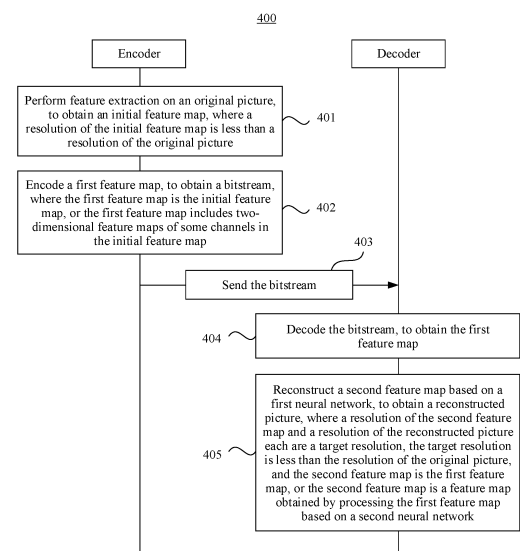 400
Encoder
Decoder
Perform feature extraction on an original picture,
to obtain an initial feature map, where a
resolution of the initial feature map is less than a
resolution of the original picture
401
Encode a first feature map, to obtain a bitstream,
where the first feature map is the initial feature
map, or the first feature map includes two-
dimensional feature maps of some channels in
the initial feature map
402
403
Send the bitstream
404
Decode the bitstream, to obtain the first
feature map
405
Reconstruct a second feature map based on a
first neural network, to obtain a reconstructed
picture, where a resolution of the second feature
map and a resolution of the reconstructed picture
each are a target resolution, the target resolution
is less than the resolution of the original picture,
and the second feature map is the first feature
map, or the second feature map is a feature map
obtained by processing the first feature map
based on a second neural network